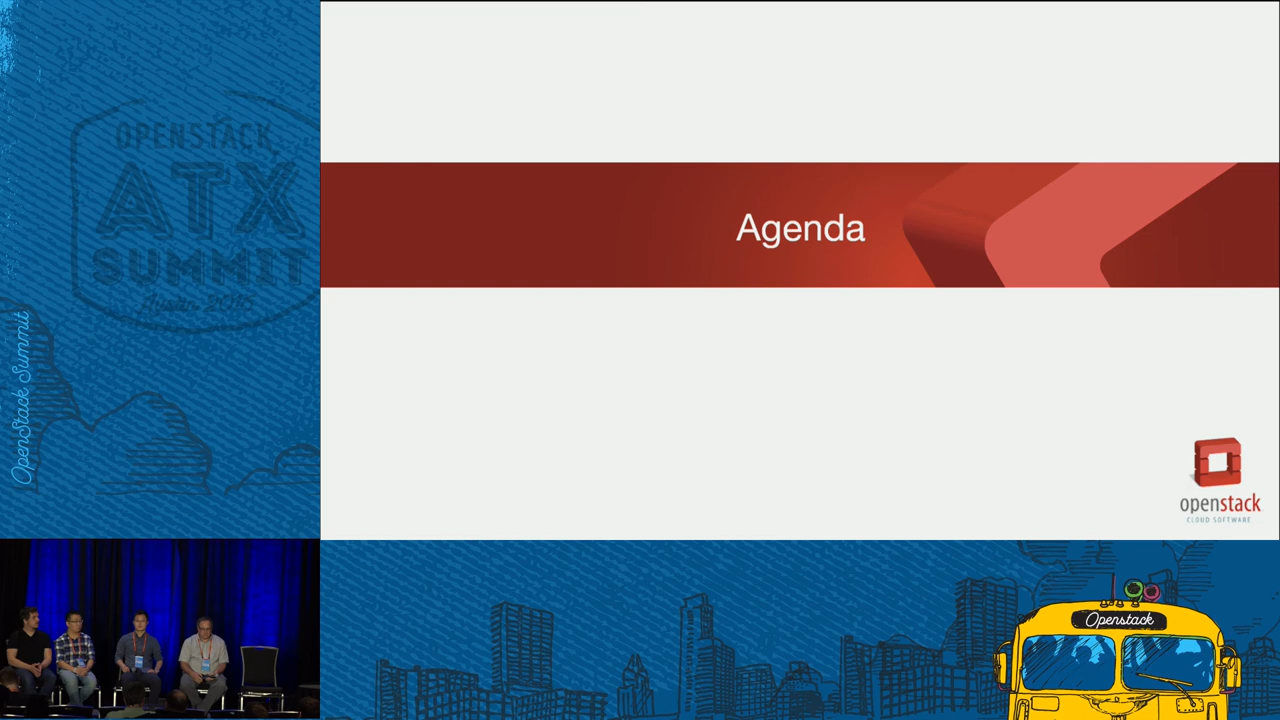 OPENSTACK
ATX
SUMMIT
Austin 2016
OpenStack Summit
Agenda
openstack
CLOUD SOFTWARE
Openstack